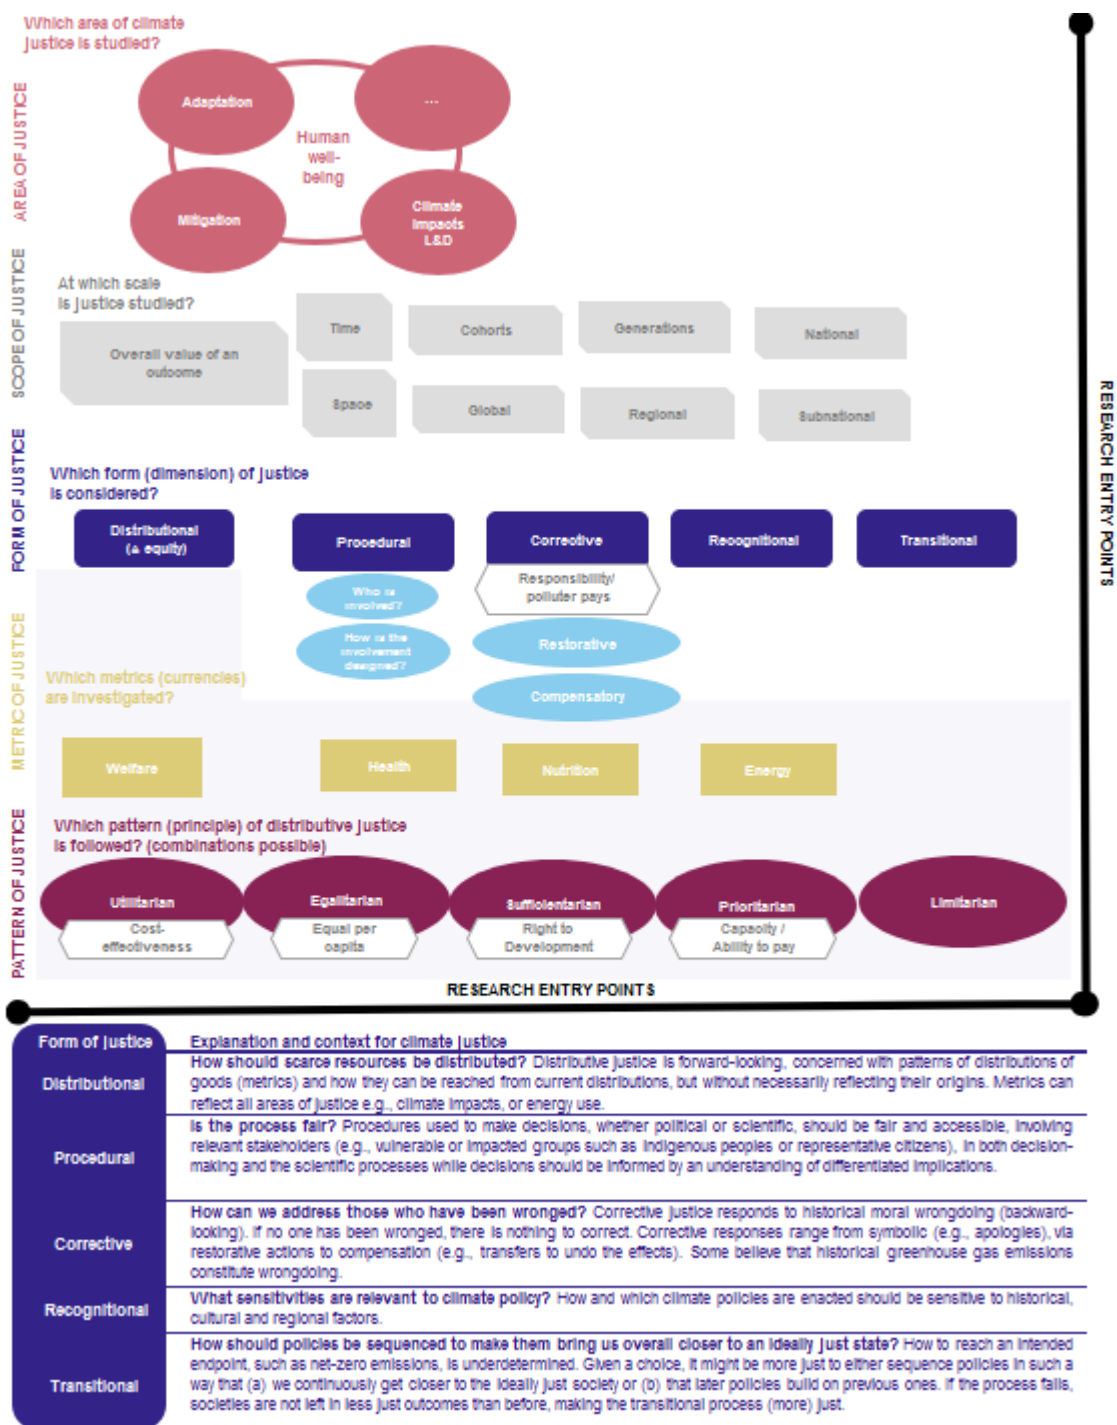 Which area of climate
justice is studied?
AREA OF JUSTICE
Adaptation
...
Human
well-
being
Mitigation
Climate
Impacts
L&D
SCOPE OF JUSTICE
At which scale
is justice studied?
Overall value of an
outcome
Time
Cohorts
Generations
National
Space
Global
Regional
Subnational
FORM OF JUSTICE
Which form (dimension) of justice
is considered?
Distributional
(≙ equity)
Procedural
Corrective
Recognitional
Transitional
Who is
involved?
How is the
involvement
designed?
Responsibility/
polluter pays
Restorative
Compensatory
METRIC OF JUSTICE
Which metrics (currencies)
are investigated?
Welfare
Health
Nutrition
Energy
PATTERN OF JUSTICE
Which pattern (principle) of distributive justice
is followed? (combinations possible)
Utilitarian
Cost-
effectiveness
Egalitarian
Equal per
capita
Sufficientarian
Right to
Development
Prioritarian
Capacity /
Ability to pay
Limitarian
RESEARCH ENTRY POINTS
RESEARCH ENTRY POINTS
Form of justice
Explanation and context for climate justice
Distributional
How should scarce resources be distributed? Distributive justice is forward-looking, concerned with patterns of distributions of
goods (metrics) and how they can be reached from current distributions, but without necessarily reflecting their origins. Metrics can
reflect all areas of justice e.g., climate impacts, or energy use.
Procedural
Is the process fair? Procedures used to make decisions, whether political or scientific, should be fair and accessible, involving
relevant stakeholders (e.g., vulnerable or impacted groups such as indigenous peoples or representative citizens), in both decision-
making and the scientific processes while decisions should be informed by an understanding of differentiated implications.
Corrective
How can we address those who have been wronged? Corrective justice responds to historical moral wrongdoing (backward-
looking). If no one has been wronged, there is nothing to correct. Corrective responses range from symbolic (e.g., apologies), via
restorative actions to compensation (e.g., transfers to undo the effects). Some believe that historical greenhouse gas emissions
constitute wrongdoing.
Recognitional
What sensitivities are relevant to climate policy? How and which climate policies are enacted should be sensitive to historical,
cultural and regional factors.
Transitional
How should policies be sequenced to make them bring us overall closer to an ideally just state? How to reach an intended
endpoint, such as net-zero emissions, is underdetermined. Given a choice, it might be more just to either sequence policies in such a
way that (a) we continuously get closer to the ideally just society or (b) that later policies build on previous ones. If the process fails,
societies are not left in less just outcomes than before, making the transitional process (more) just.